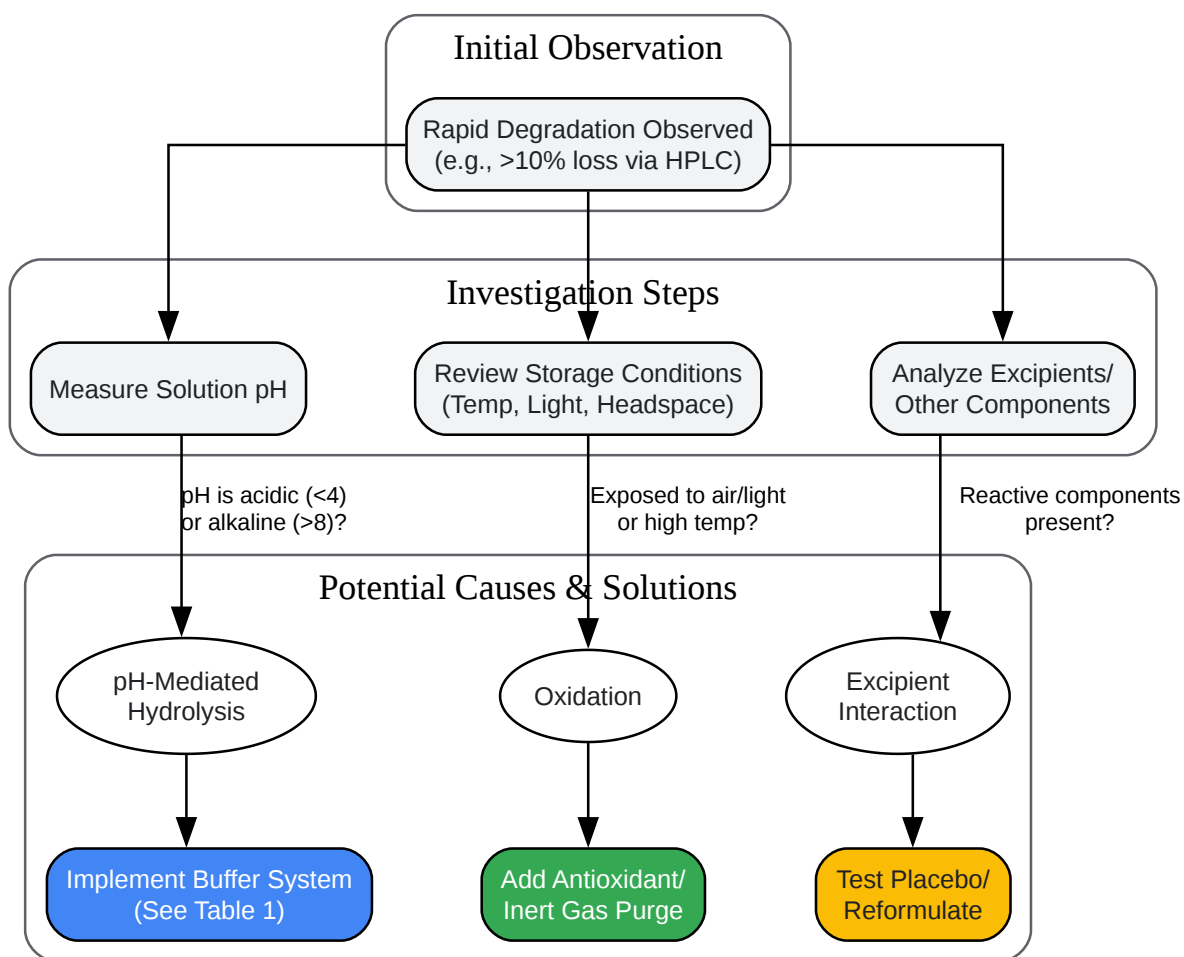 Initial Observation
Rapid Degradation Observed
(e.g., >10% loss via HPLC)
Investigation Steps
Measure Solution pH
Review Storage Conditions
(Temp, Light, Headspace)
Analyze Excipients/
Other Components
pH is acidic (<4)
or alkaline (>8)?
Exposed to air/light
or high temp?
Reactive components
present?
Potential Causes & Solutions
pH-Mediated
Hydrolysis
Oxidation
Excipient
Interaction
Implement Buffer System
(See Table 1)
Add Antioxidant/
Inert Gas Purge
Test Placebo/
Reformulate